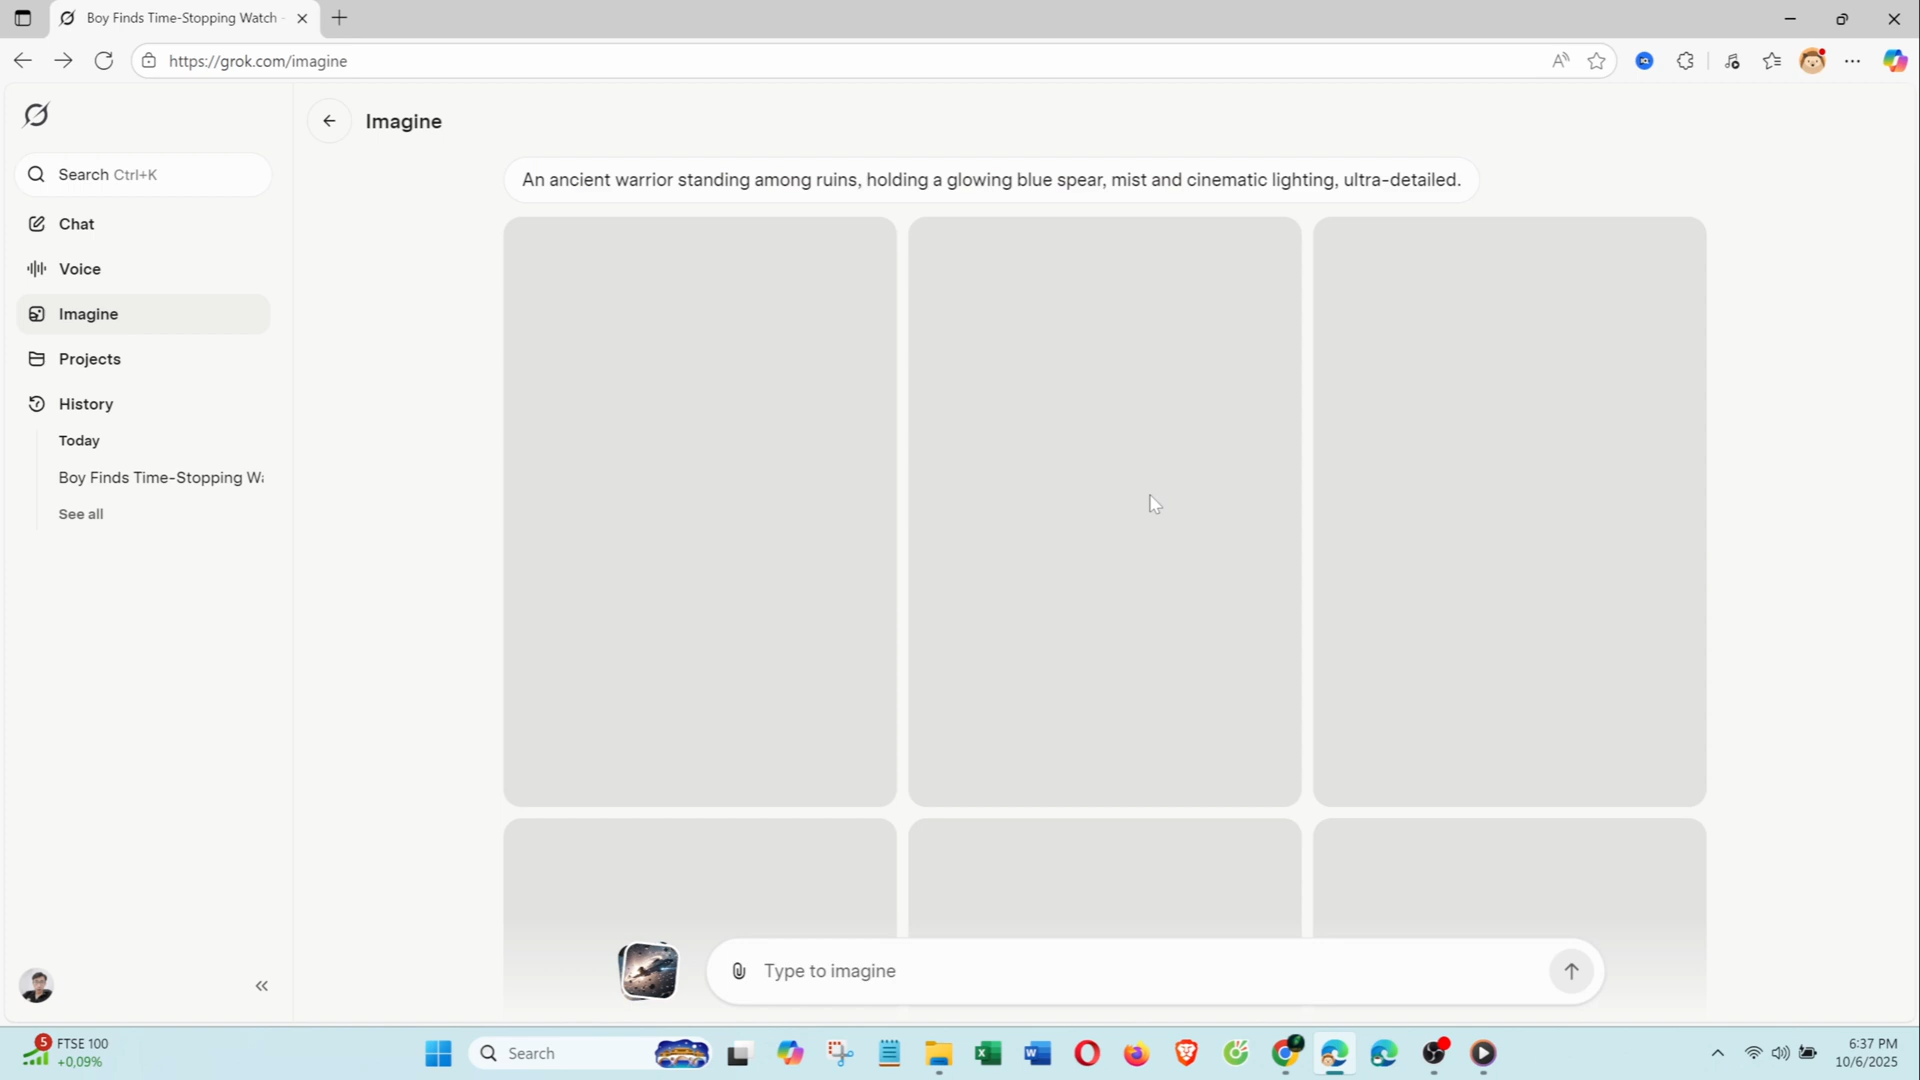 Boy Finds Time-Stopping Watch -
https://grok.com/imagine
Search Ctrl+K
Chat
Voice
Imagine
Projects
History
Today
Boy Finds Time-Stopping Wa
See all
Imagine
An ancient warrior standing among ruins, holding a glowing blue spear, mist and cinematic lighting, ultra-detailed.
Type to imagine
5
FTSE 100
+0,09%
Search
6:37 PM
10/6/2025